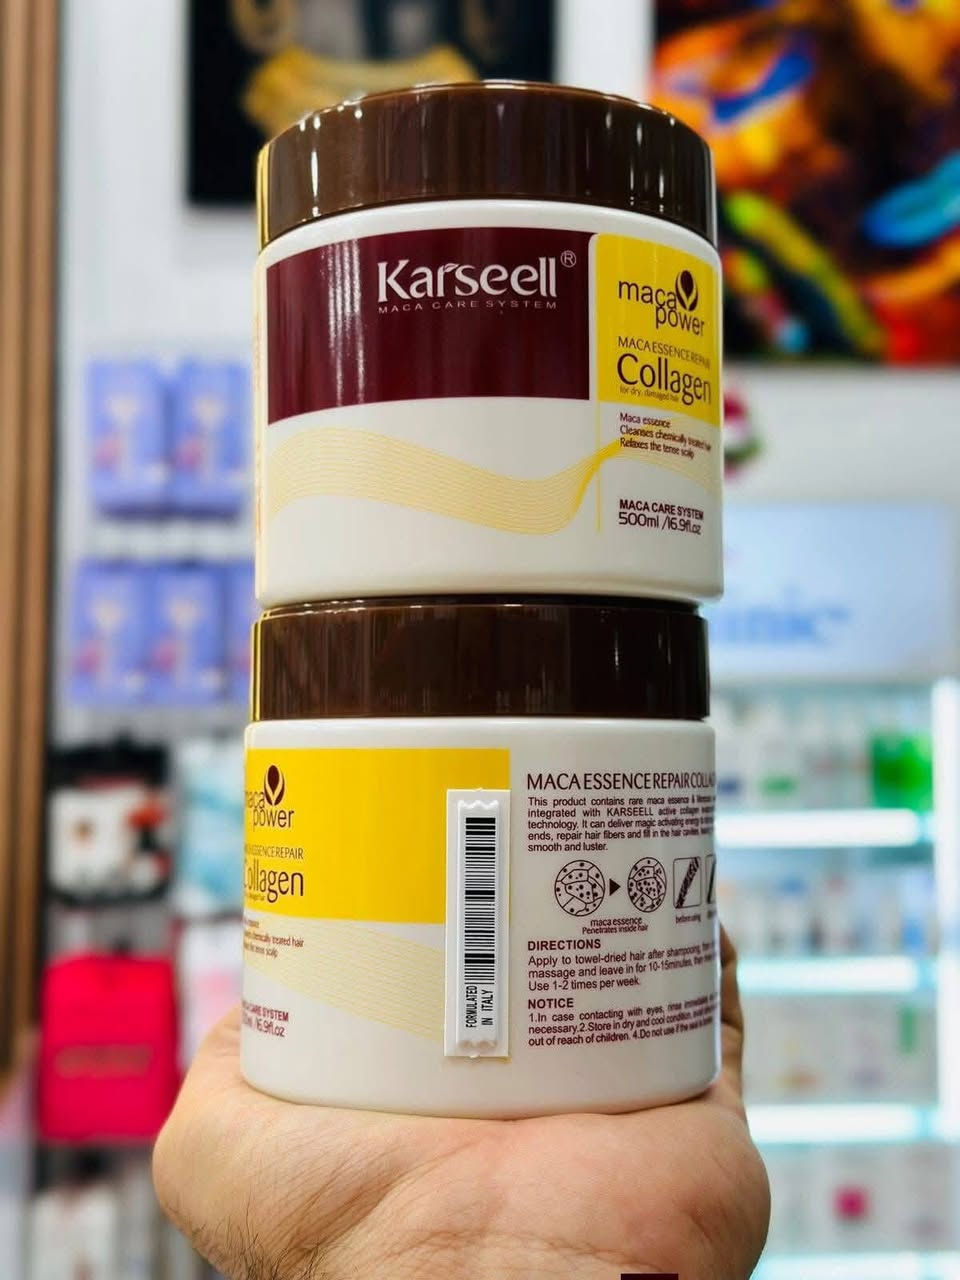 Karseell®
MACA CARE SYSTEM
maca
power
MACA ESSENCE REPAIR
Collagen
for dry, damaged hair
Maca essence
Cleanses chemically treated hair
Relaxes the tense scalp
MACA CARE SYSTEM
500ml /16.9fl.oz
maca
power
ESSENCE REPAIR
Collagen
chemically treated hair
the tense scalp
CARE SYSTEM
/16.9fl.oz
FORMULATED
IN ITALY
MACA ESSENCE REPAIR
This product contains rare maca essence &
integrated with KARSEELL active collagen
technology. It can deliver magic activating energy
ends, repair hair fibers and fill in the hair cavities,
smooth and luster.
maca essence
Penetrates inside hair
before using
DIRECTIONS
Apply to towel-dried hair after shampooing,
massage and leave in for 10-15minutes,
Use 1-2 times per week.
NOTICE
1.In case contacting with eyes, rinse
necessary.2.Store in dry and cool condition,
out of reach of children. 4.Do not use if the seal is